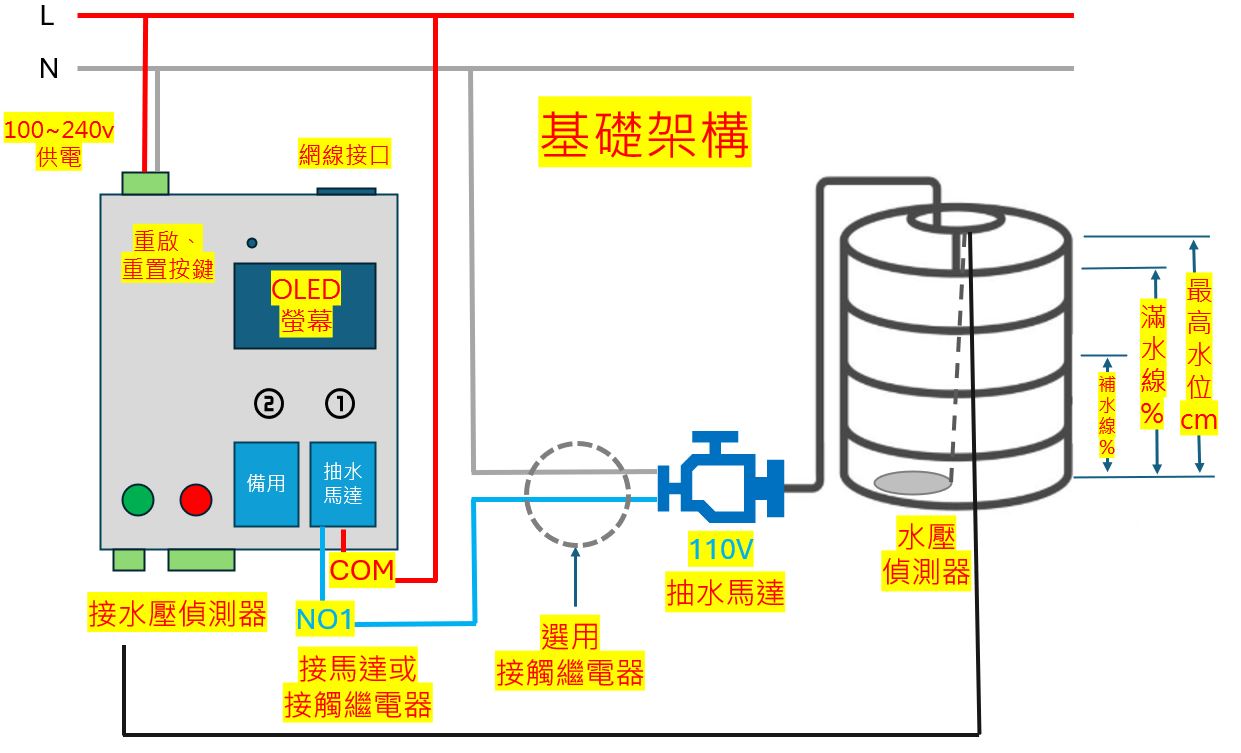 L
N
100~240v
供電
網線接口
基礎架構
重啟、
重置按鍵
OLED
螢幕
② ①
備用
抽水
馬達
COM
NO1
接水壓偵測器
接馬達或
接觸繼電器
選用
接觸繼電器
110V
抽水馬達
水壓
偵測器
補水線%
滿水線%
最高水位cm